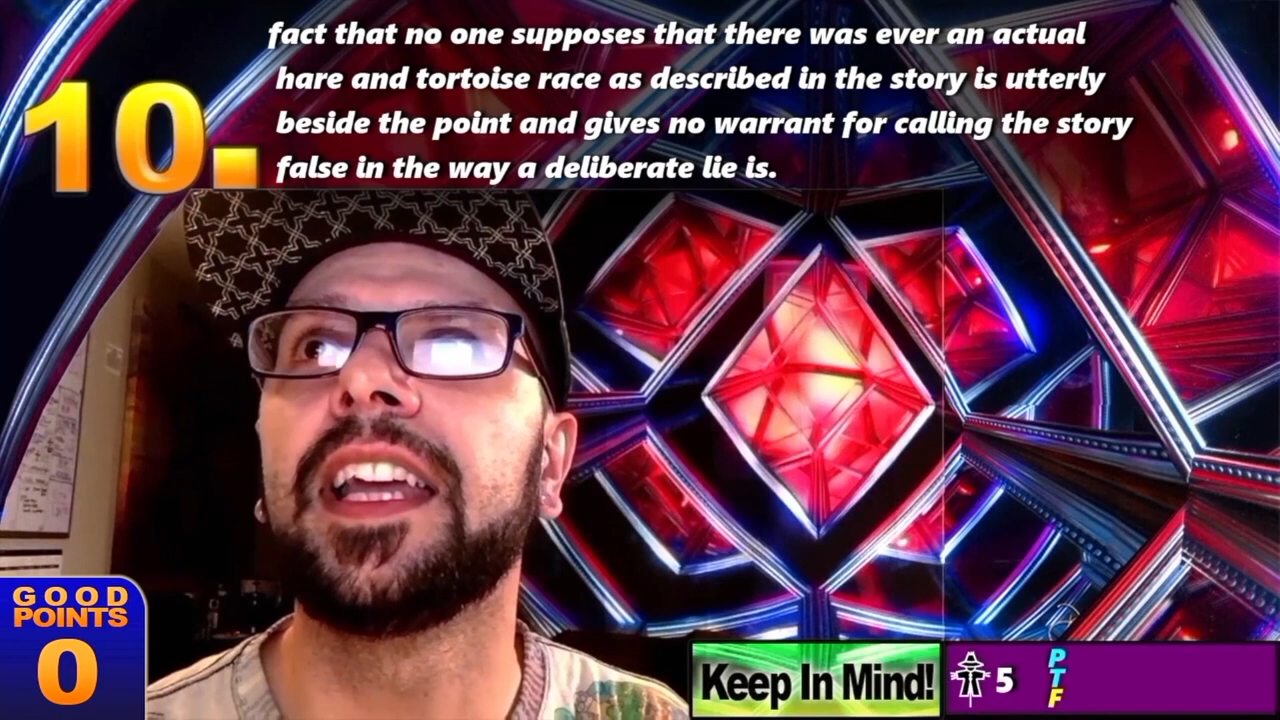 fact that no one supposes that there was ever an actual
hare and tortoise race as described in the story is utterly
beside the point and gives no warrant for calling the story
false in the way a deliberate lie is.
10.
GOOD
POINTS
0
Keep In Mind!
5
P
T
F